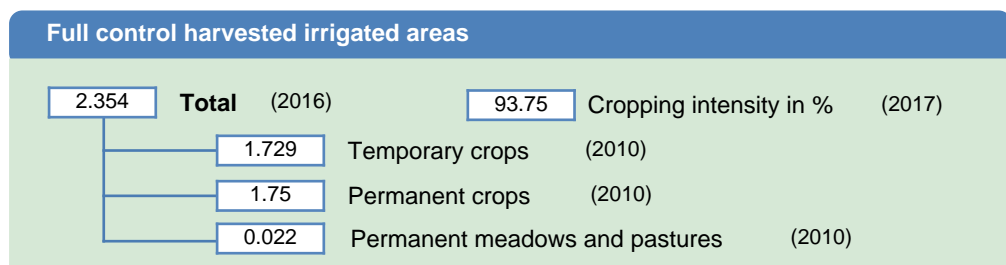 Full control harvested irrigated areas
2.354 Total (2016) 93.75 Cropping intensity in % (2017)
1.729 Temporary crops (2010)
1.75 Permanent crops (2010)
0.022 Permanent meadows and pastures (2010)